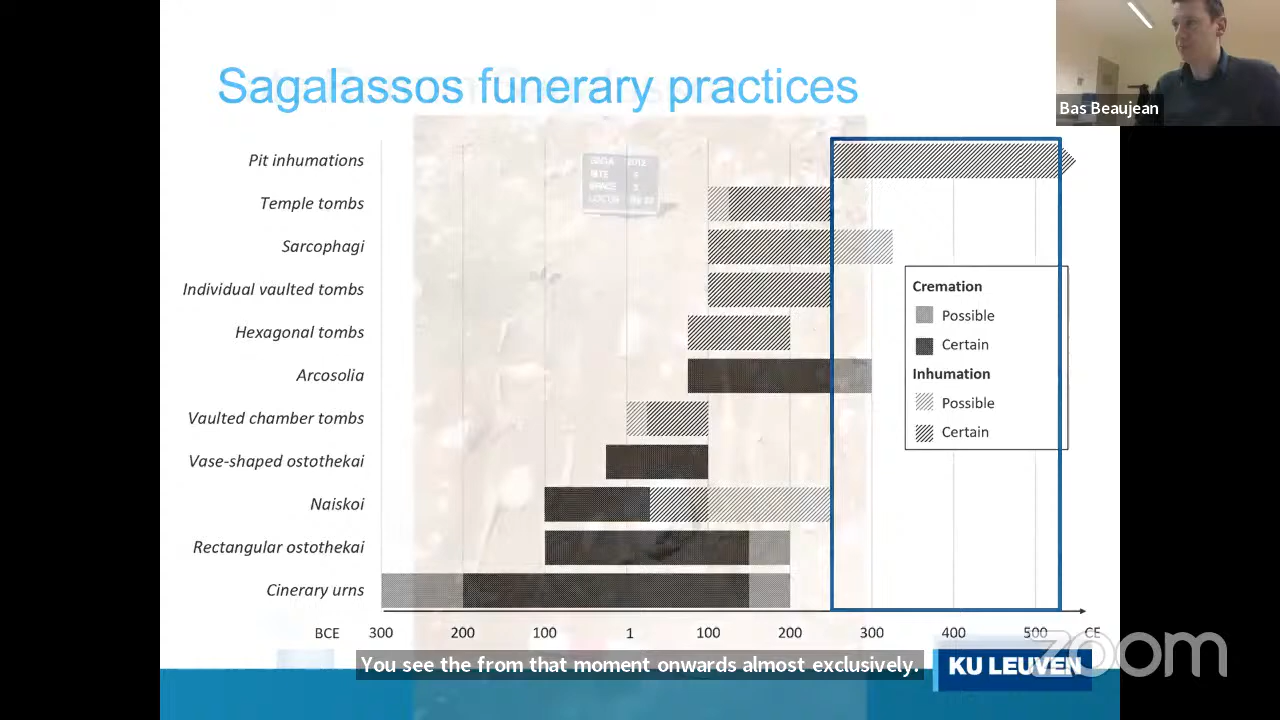 Sagalassos funerary practices
Bas Beaujean
Pit inhumations
Temple tombs
Sarcophagi
Individual vaulted tombs
Hexagonal tombs
Arcosolia
Vaulted chamber tombs
Vase-shaped ostothekai
Naiskoi
Rectangular ostothekai
Cinerary urns
Cremation
Possible
Certain
Inhumation
Possible
Certain
BCE 300 200 100 1 100 200 300 400 500 CE
You see the from that moment onwards almost exclusively.
KU LEUVEN
zoom